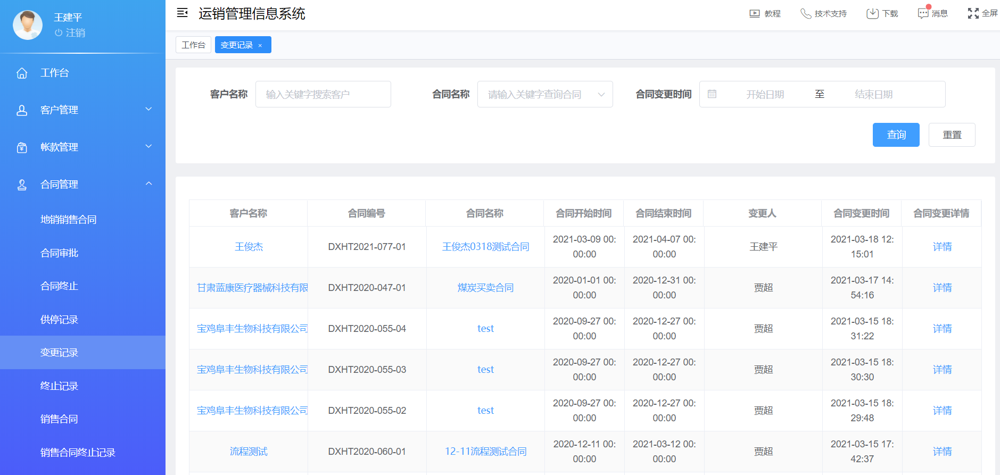 王建平
注销
工作台
客户管理
帐款管理
合同管理
地销销售合同
合同审批
合同终止
供停记录
变更记录
终止记录
销售合同
销售合同终止记录
运销管理信息系统
教程 技术支持 下载 消息 全屏
工作台 变更记录 ×
客户名称 输入关键字搜索客户 合同名称 请输入关键字查询合同 合同变更时间 开始日期 至 结束日期
查询 重置
客户名称 合同编号 合同名称 合同开始时间 合同结束时间 变更人 合同变更时间 合同变更详情
王俊杰 DXHT2021-077-01 王俊杰0318测试合同 2021-03-09 00:00:00 2021-04-07 00:00:00 王建平 2021-03-18 12:15:01 详情
甘肃蓝康医疗器械科技有限 DXHT2020-047-01 煤炭买卖合同 2020-01-01 00:00:00 2020-12-31 00:00:00 贾超 2021-03-17 14:54:16 详情
宝鸡阜丰生物科技有限公司 DXHT2020-055-04 test 2020-09-27 00:00:00 2020-12-27 00:00:00 贾超 2021-03-15 18:31:22 详情
宝鸡阜丰生物科技有限公司 DXHT2020-055-03 test 2020-09-27 00:00:00 2020-12-27 00:00:00 贾超 2021-03-15 18:30:30 详情
宝鸡阜丰生物科技有限公司 DXHT2020-055-02 test 2020-09-27 00:00:00 2020-12-27 00:00:00 贾超 2021-03-15 18:29:48 详情
流程测试 DXHT2020-060-01 12-11流程测试合同 2020-12-11 00:00:00 2021-03-12 00:00:00 贾超 2021-03-15 17:42:37 详情